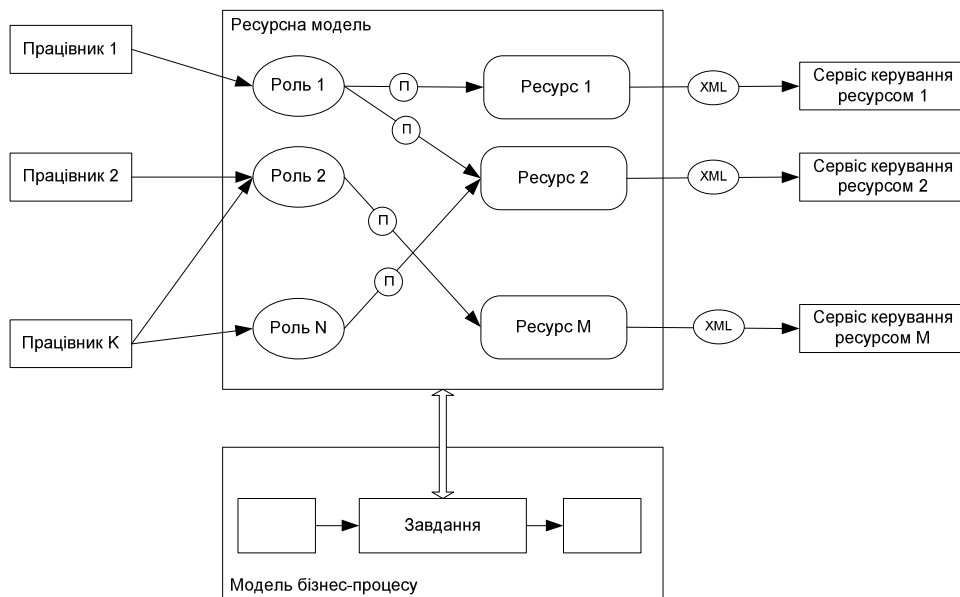 Ресурсна модель
Працівник 1
Роль 1
П
Ресурс 1
XML
Сервіс керування
ресурсом 1
П
Працівник 2
Роль 2
Ресурс 2
XML
Сервіс керування
ресурсом 2
П
П
Працівник K
Роль N
Ресурс M
XML
Сервіс керування
ресурсом M
Завдання
Модель бізнес-процесу